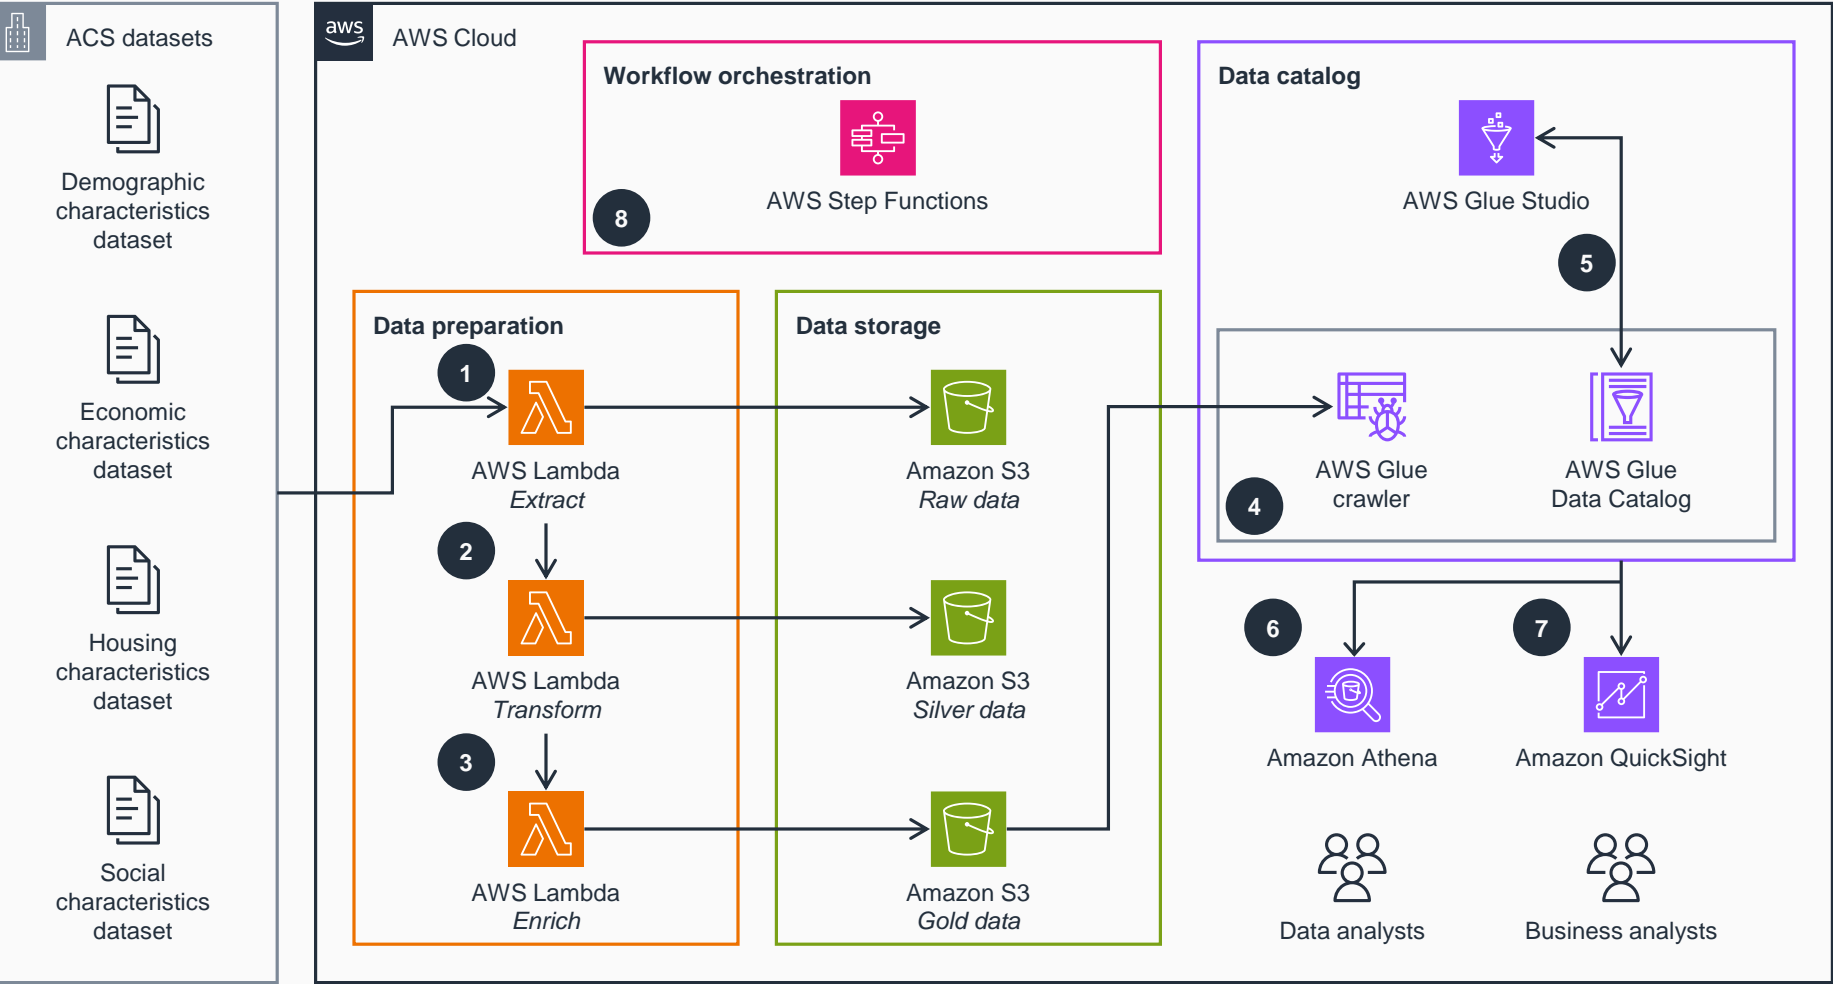 ACS datasets
Demographic
characteristics
dataset
Economic
characteristics
dataset
Housing
characteristics
dataset
Social
characteristics
dataset
aws
AWS Cloud
Workflow orchestration
AWS Step Functions
8
Data preparation
1
AWS Lambda
Extract
2
AWS Lambda
Transform
3
AWS Lambda
Enrich
Data storage
Amazon S3
Raw data
Amazon S3
Silver data
Amazon S3
Gold data
Data catalog
AWS Glue Studio
5
AWS Glue
crawler
AWS Glue
Data Catalog
4
6
Amazon Athena
7
Amazon QuickSight
Data analysts
Business analysts